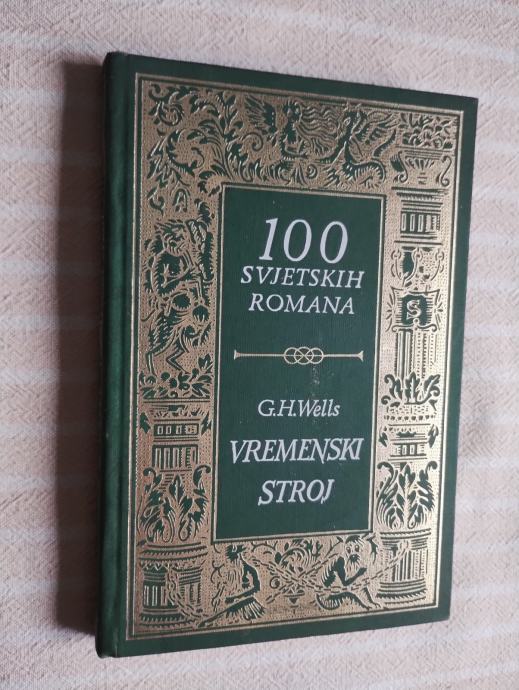 100
SVJETSKIH
ROMANA
G.H.Wells
VREMENSKI
STROJ